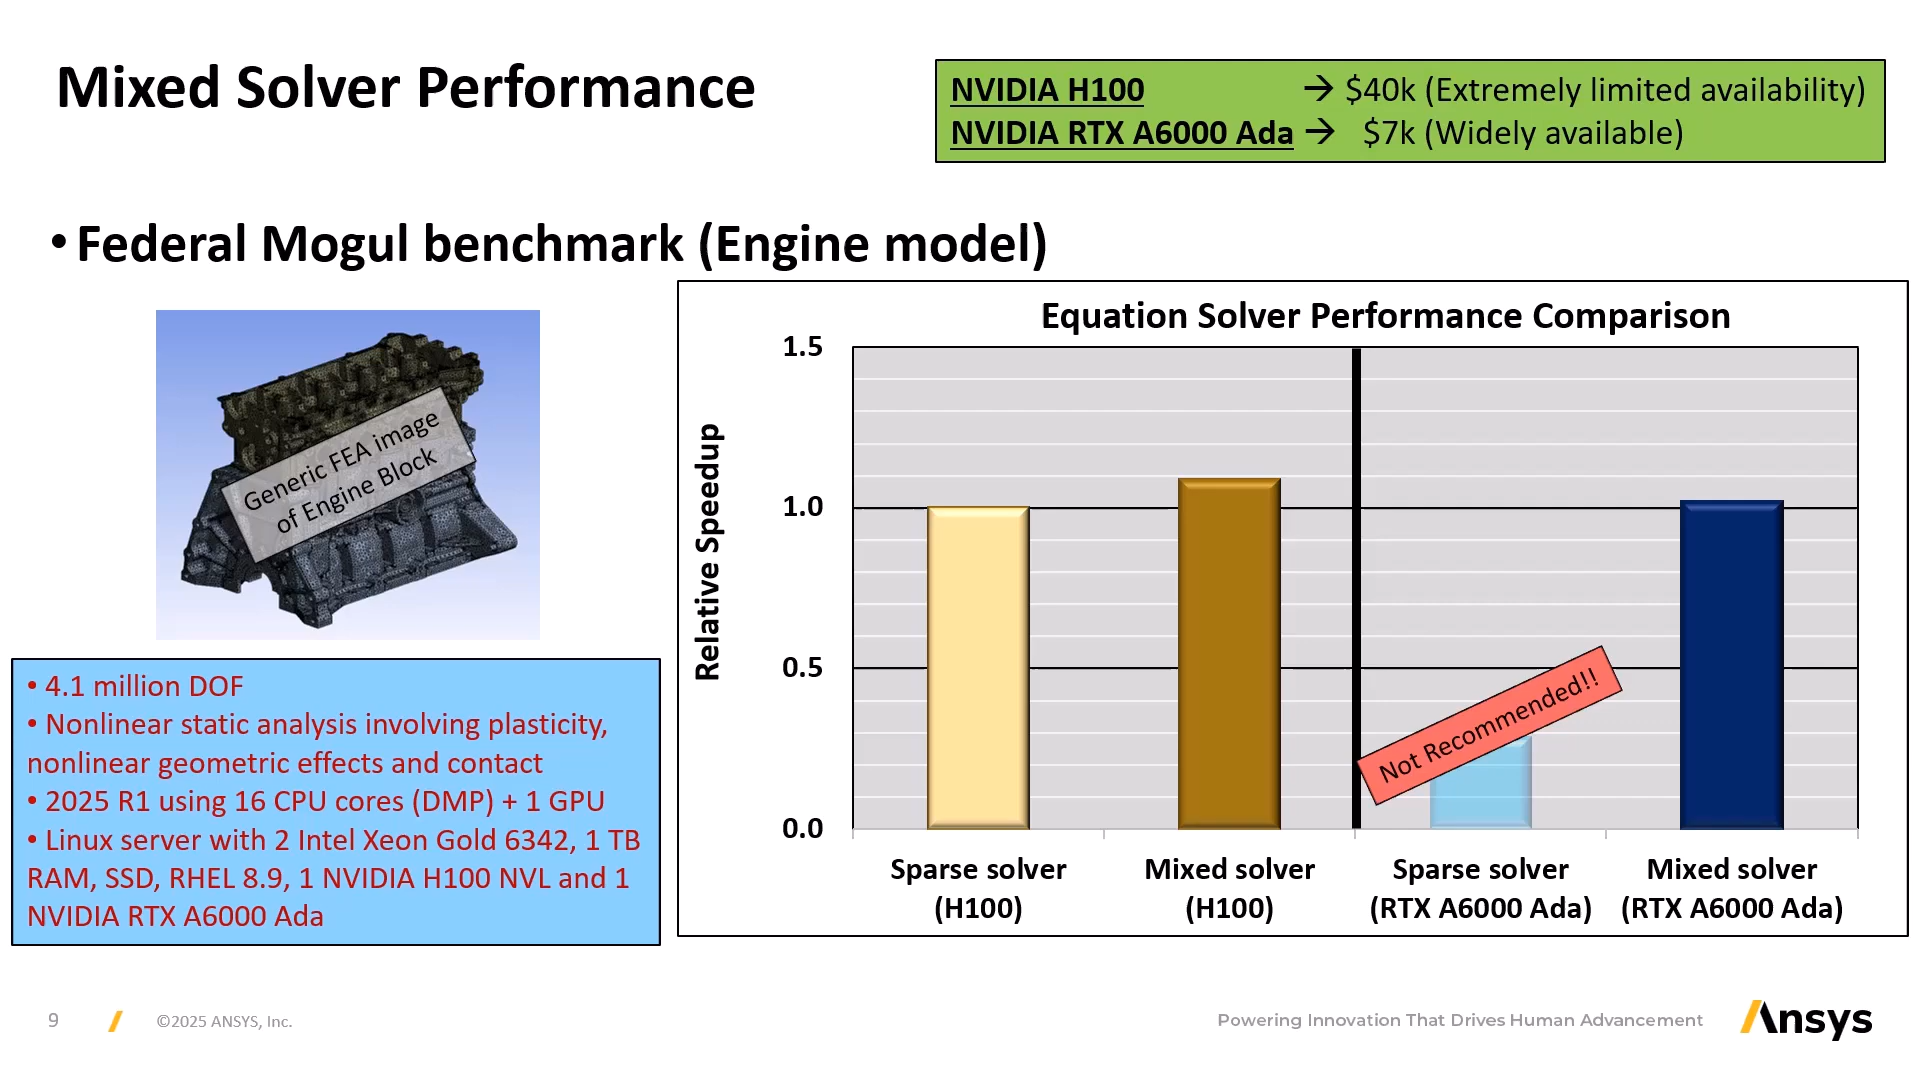 Mixed Solver Performance
NVIDIA H100 → $40k (Extremely limited availability)
NVIDIA RTX A6000 Ada → $7k (Widely available)
• Federal Mogul benchmark (Engine model)
Generic FEA image
of Engine Block
• 4.1 million DOF
• Nonlinear static analysis involving plasticity,
nonlinear geometric effects and contact
• 2025 R1 using 16 CPU cores (DMP) + 1 GPU
• Linux server with 2 Intel Xeon Gold 6342, 1 TB
RAM, SSD, RHEL 8.9, 1 NVIDIA H100 NVL and 1
NVIDIA RTX A6000 Ada
Equation Solver Performance Comparison
Relative Speedup
1.5
1.0
0.5
0.0
Not Recommended!!
Sparse solver
(H100)
Mixed solver
(H100)
Sparse solver
(RTX A6000 Ada)
Mixed solver
(RTX A6000 Ada)
9
©2025 ANSYS, Inc.
Powering Innovation That Drives Human Advancement
Ansys